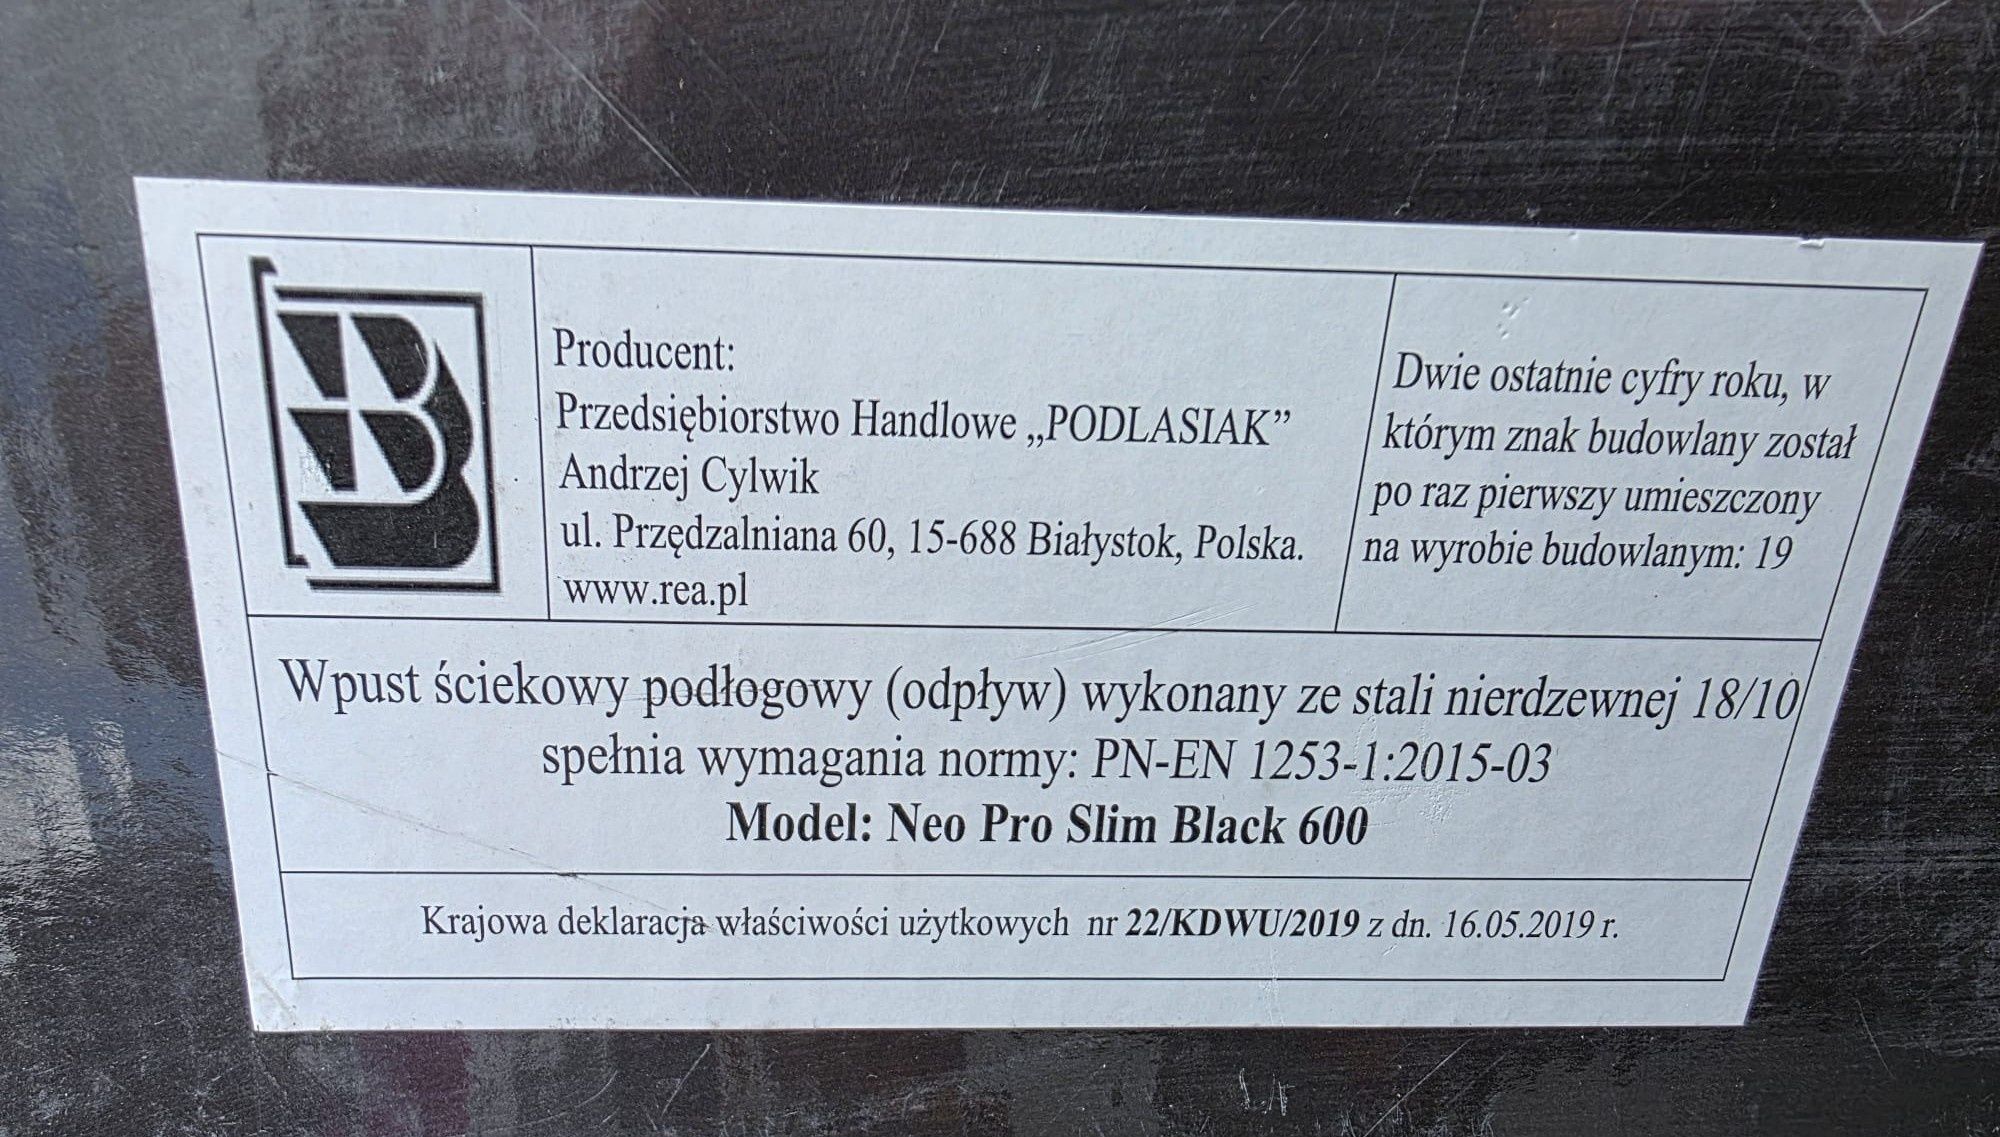 Producent:
Przedsiębiorstwo Handlowe „PODLASIAK”
Andrzej Cylwik
ul. Przędzalniana 60, 15-688 Białystok, Polska.
www.rea.pl
Dwie ostatnie cyfry roku, w
którym znak budowlany został
po raz pierwszy umieszczony
na wyrobie budowlanym: 19
Wpust ściekowy podłogowy (odpływ) wykonany ze stali nierdzewnej 18/10
spełnia wymagania normy: PN-EN 1253-1:2015-03
Model: Neo Pro Slim Black 600
Krajowa deklaracja właściwości użytkowych nr 22/KDWU/2019 z dn. 16.05.2019 r.